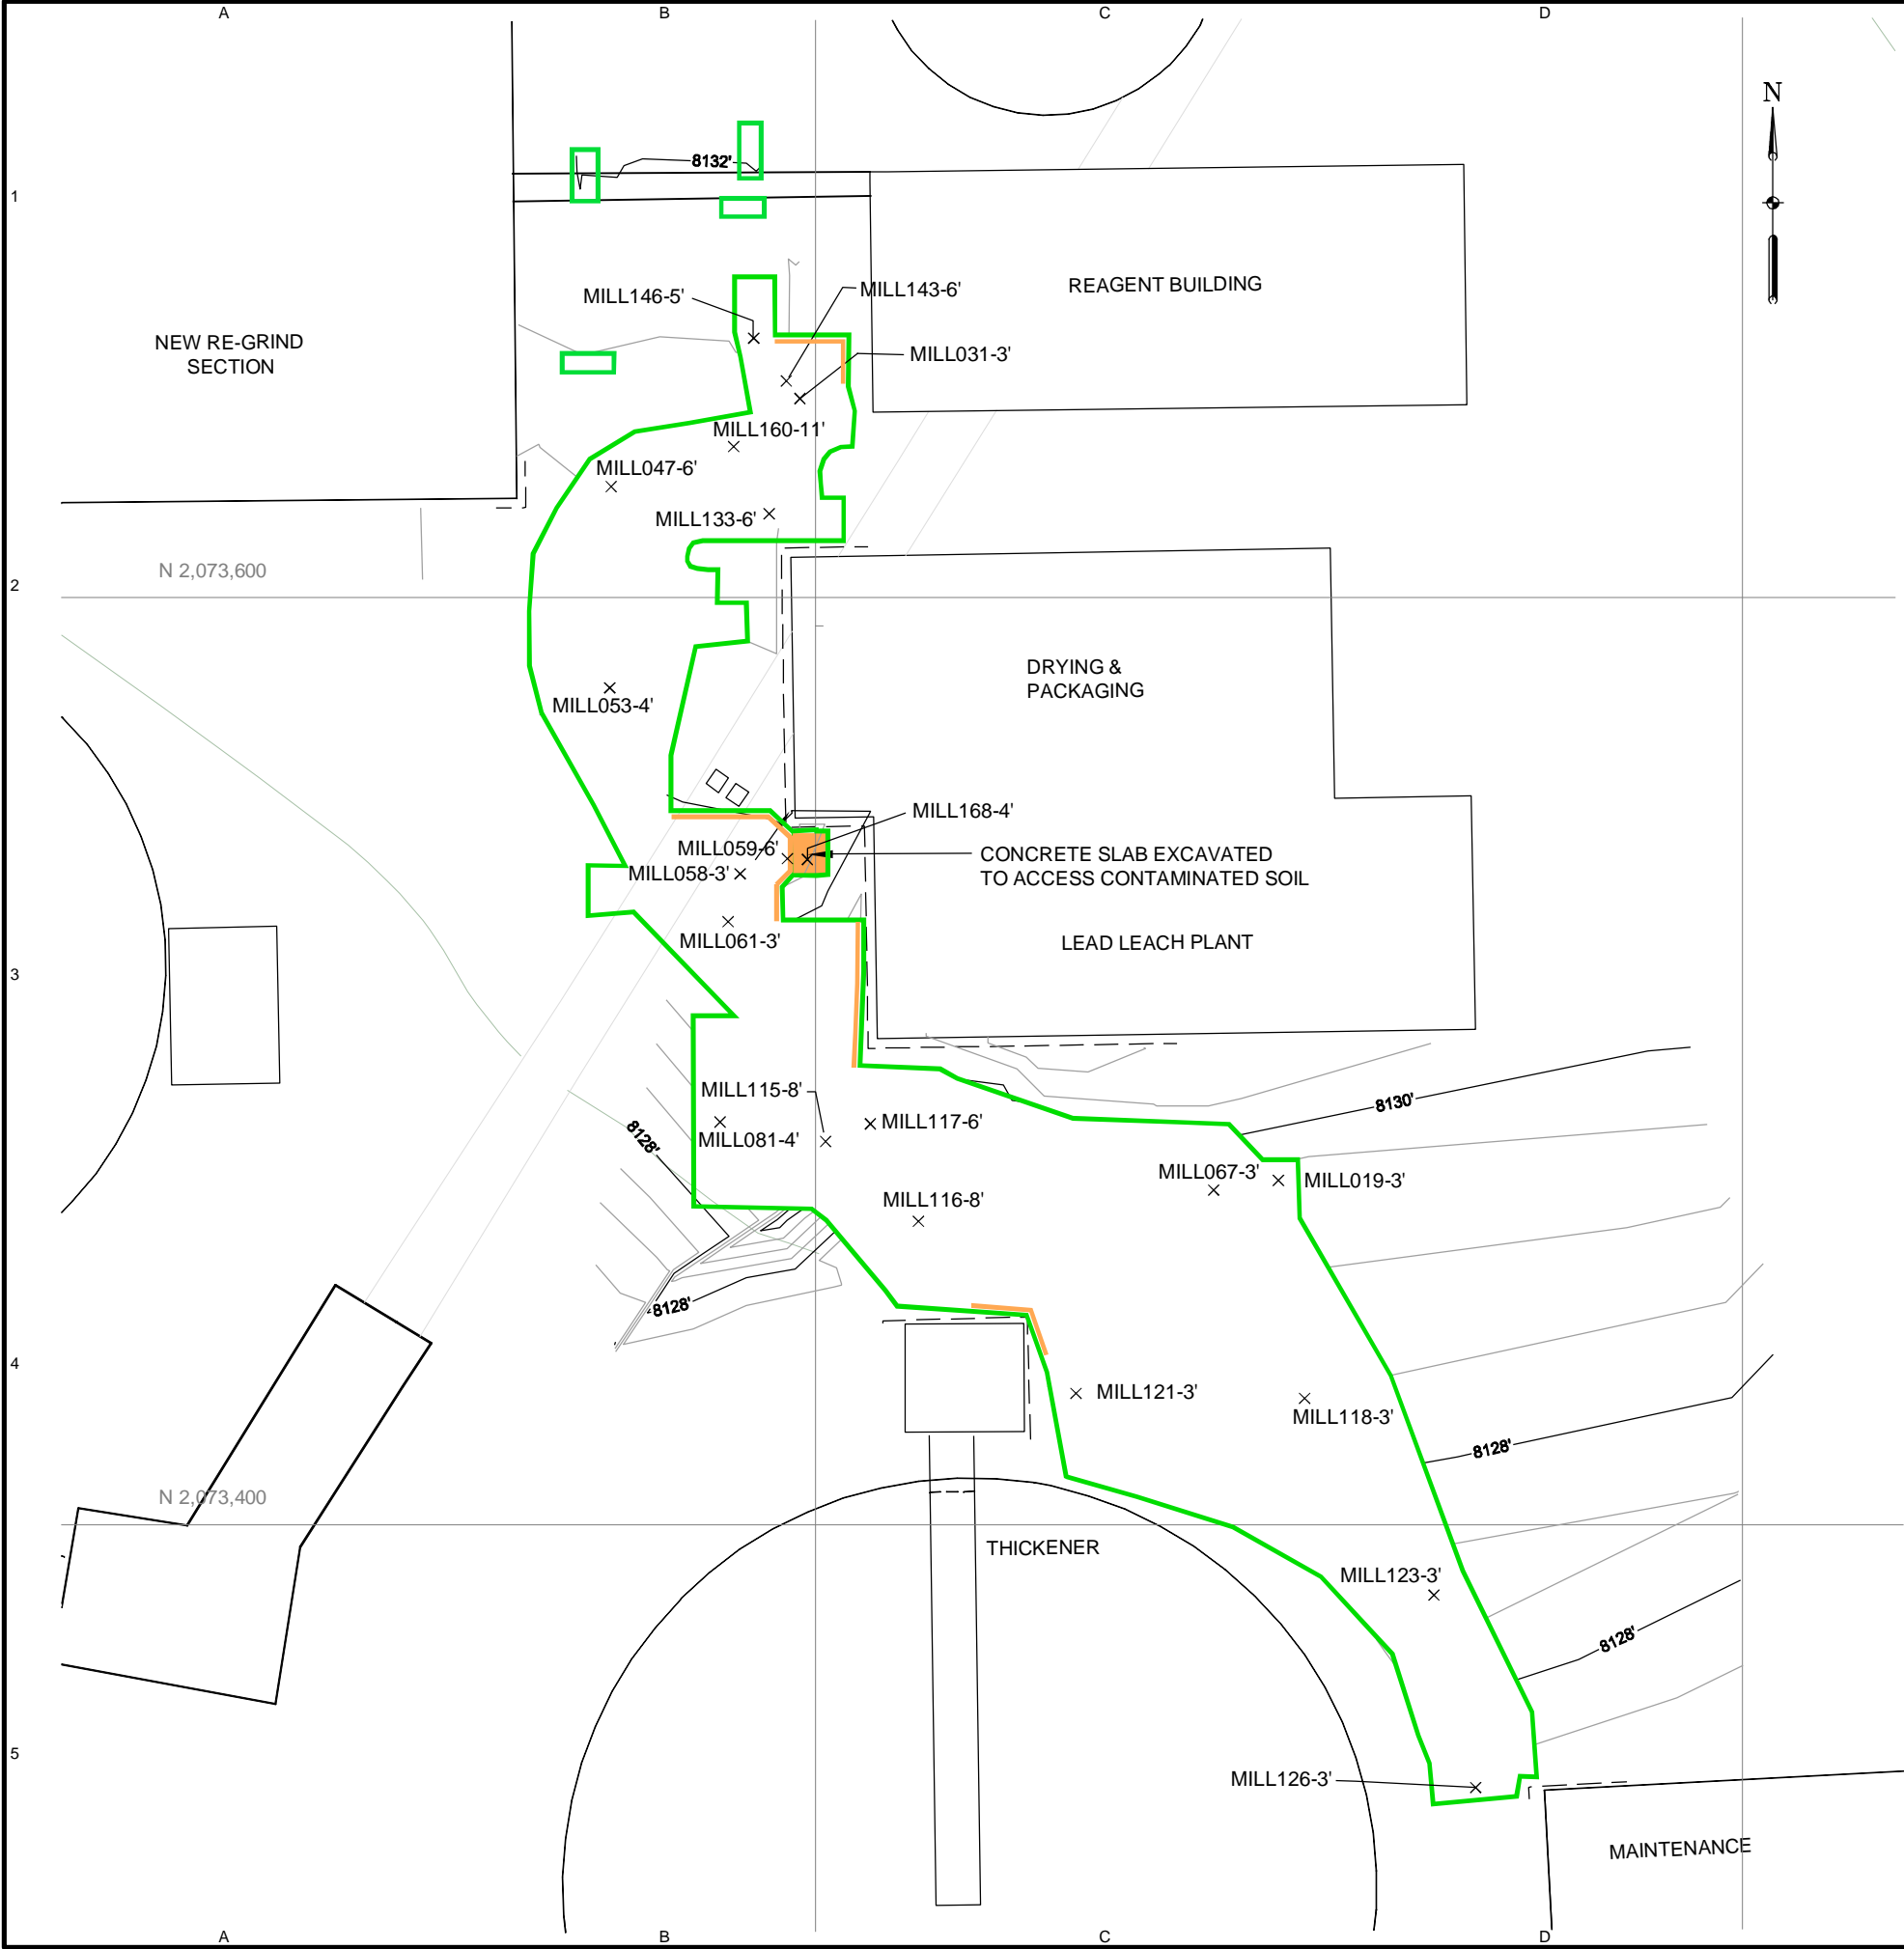 A B C D
N
1
8132'
MILL146-5'
MILL143-6'
REAGENT BUILDING
NEW RE-GRIND
SECTION
MILL031-3'
MILL160-11'
MILL047-6'
MILL133-6'
N 2,073,600
2
DRYING &
PACKAGING
MILL053-4'
MILL168-4'
MILL059-6'
CONCRETE SLAB EXCAVATED
TO ACCESS CONTAMINATED SOIL
MILL058-3'
MILL061-3'
LEAD LEACH PLANT
3
MILL115-8'
8130'
MILL117-6'
8128'
MILL081-4'
MILL067-3'
MILL019-3'
MILL116-8'
8128'
4
MILL121-3'
MILL118-3'
8128'
N 2,073,400
THICKENER
MILL123-3'
8128'
5
MILL126-3'
MAINTENANCE
A B C D